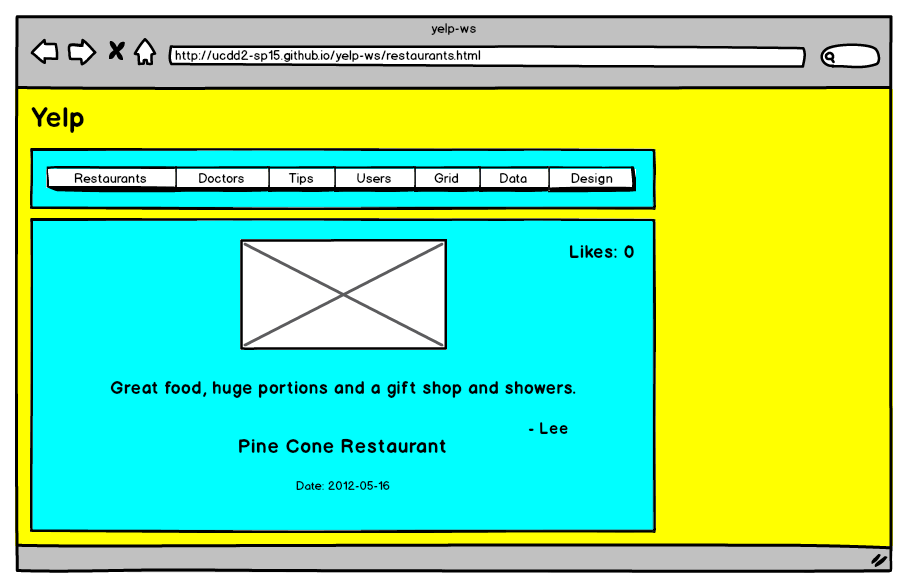 yelp-ws
http://ucdd2-sp15.github.io/yelp-ws/restaurants.html
Yelp
Restaurants Doctors Tips Users Grid Data Design
Likes: 0
Great food, huge portions and a gift shop and showers.
- Lee
Pine Cone Restaurant
Date: 2012-05-16